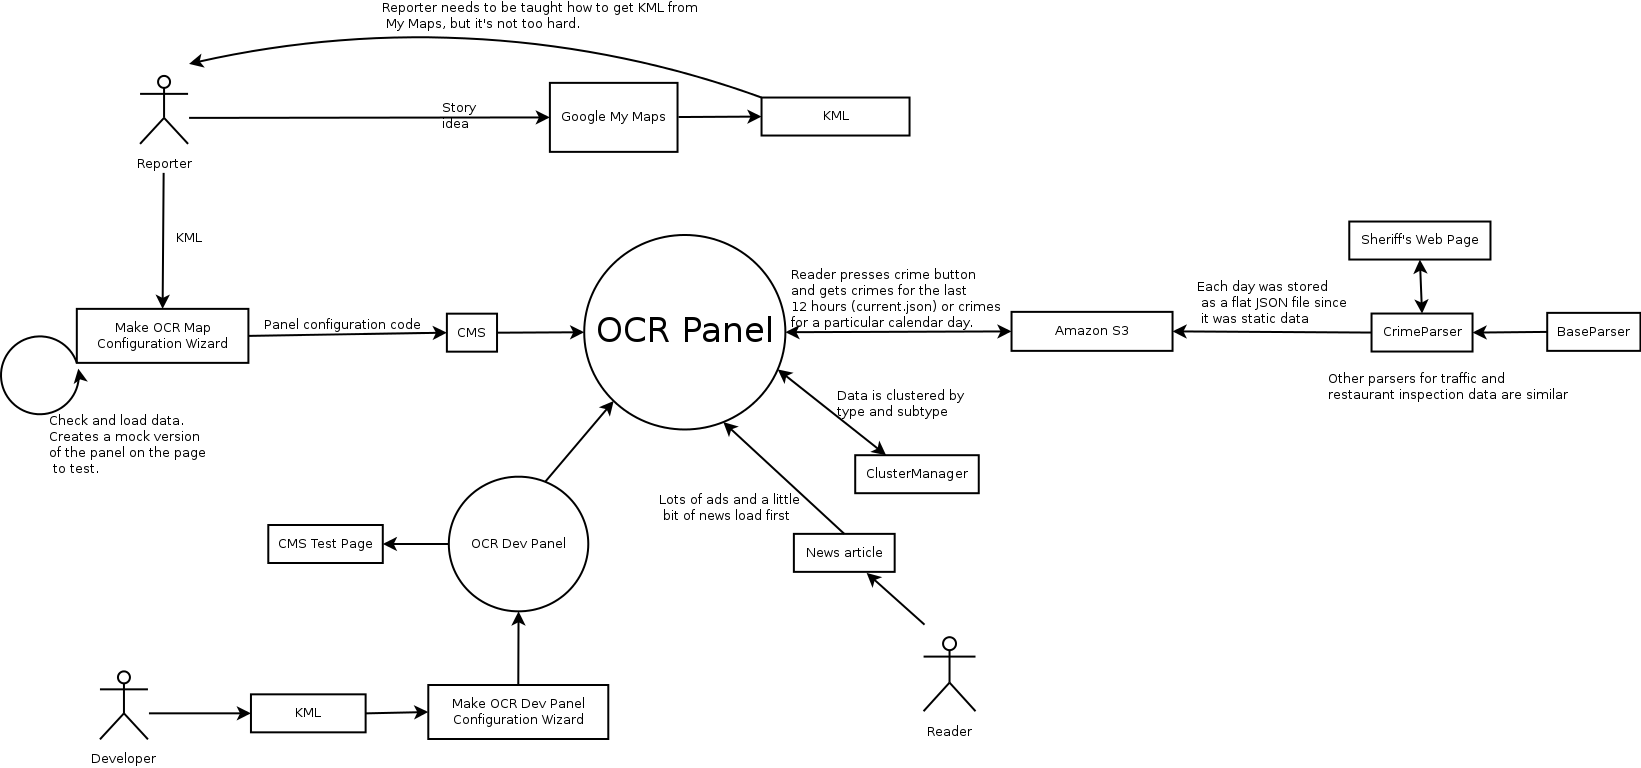 Reporter needs to be taught how to get KML from
My Maps, but it's not too hard.
Story
idea
Google My Maps
KML
Reporter
KML
Make OCR Map
Configuration Wizard
Panel configuration code
CMS
OCR Panel
Reader presses crime button
and gets crimes for the last
12 hours (current.json) or crimes
for a particular calendar day.
Amazon S3
Each day was stored
as a flat JSON file since
it was static data
Sheriff's Web Page
CrimeParser
BaseParser
Other parsers for traffic and
restaurant inspection data are similar
Check and load data.
Creates a mock version
of the panel on the page
to test.
Data is clustered by
type and subtype
ClusterManager
Lots of ads and a little
bit of news load first
News article
CMS Test Page
OCR Dev Panel
Reader
Developer
KML
Make OCR Dev Panel
Configuration Wizard